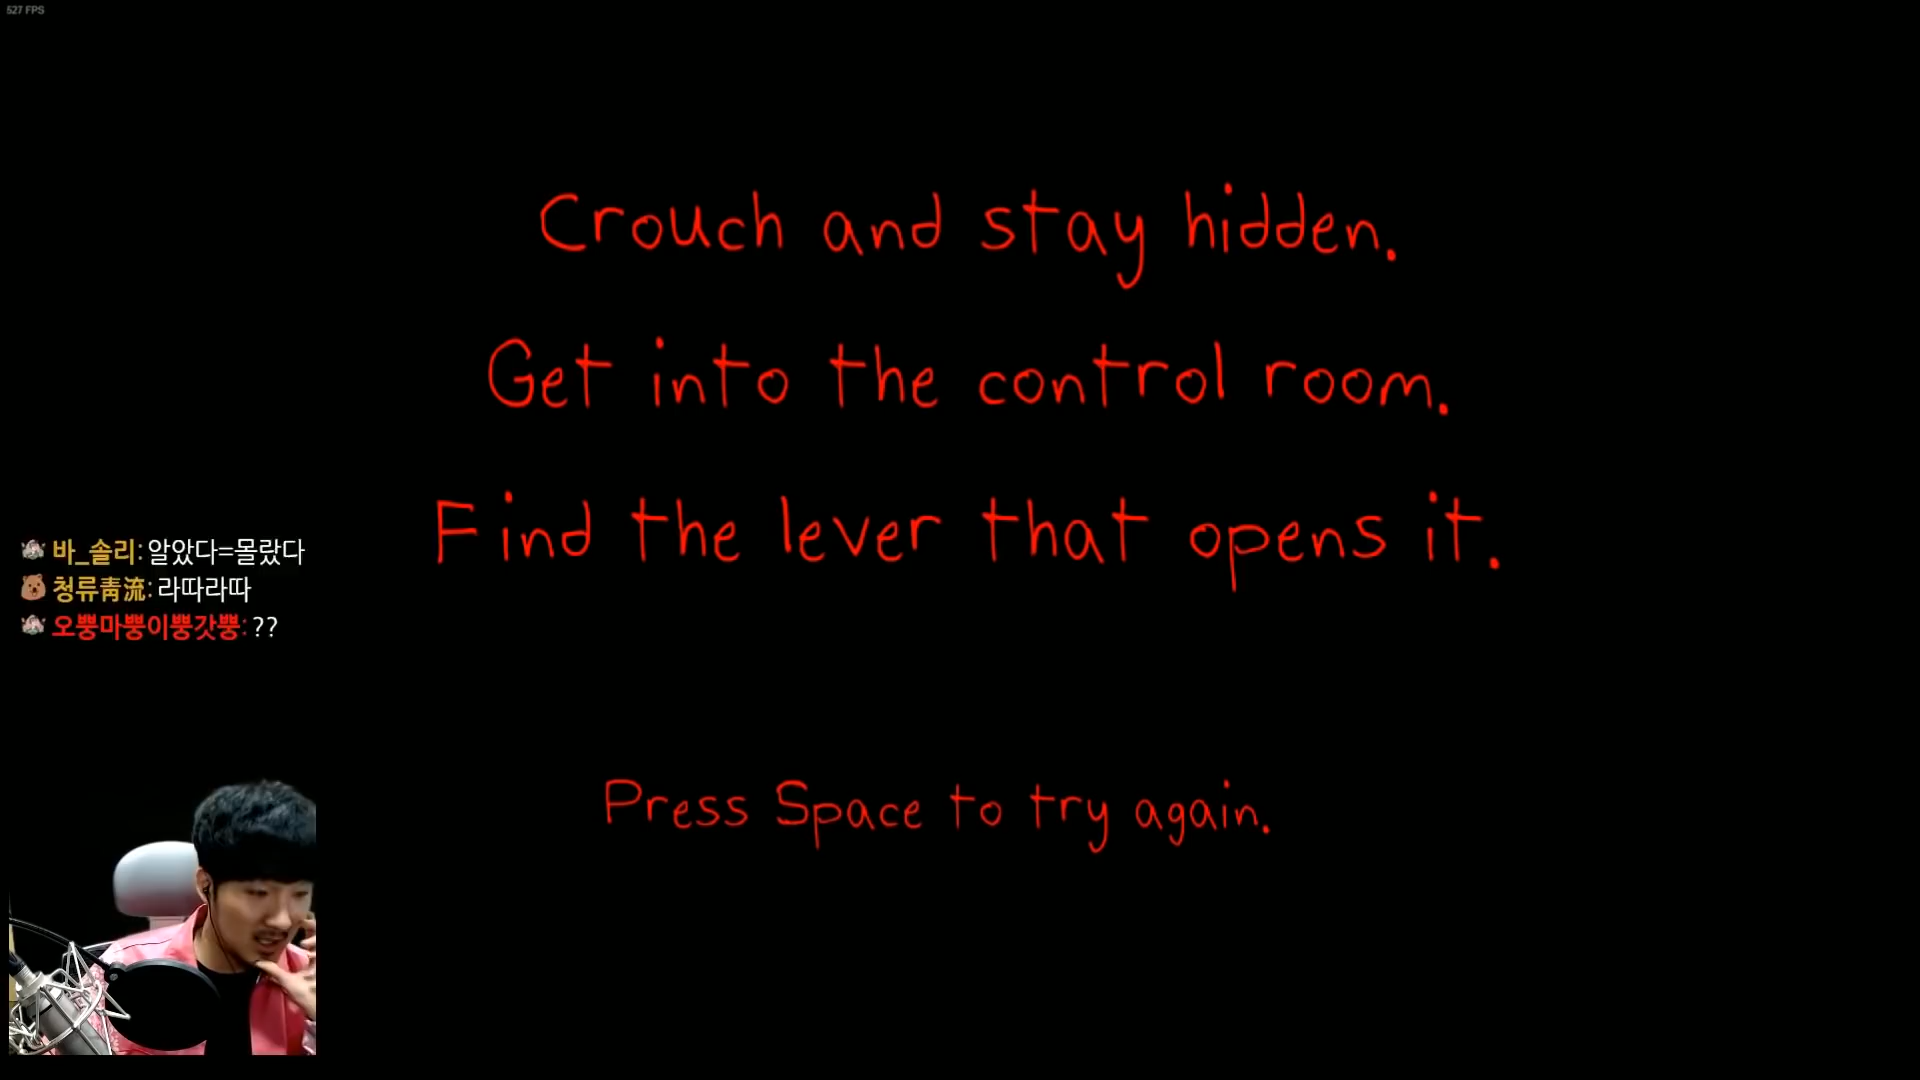 527 FPS
Crouch and stay hidden.
Get into the control room.
Find the lever that opens it.
바_솔리: 알았다=몰랐다
청류靑流: 라따라따
오뿡마뿡이뿡갓뿡: ??
Press Space to try again.